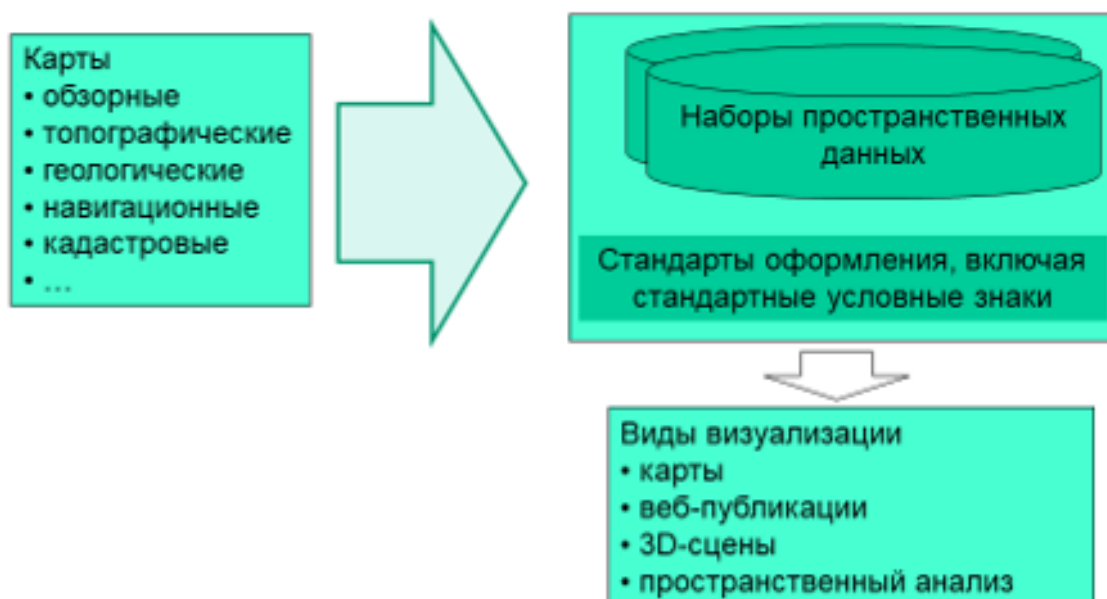 Карты
• обзорные
• топографические
• геологические
• навигационные
• кадастровые
• ...
Наборы пространственных
данных
Стандарты оформления, включая
стандартные условные знаки
Виды визуализации
• карты
• веб-публикации
• 3D-сцены
• пространственный анализ